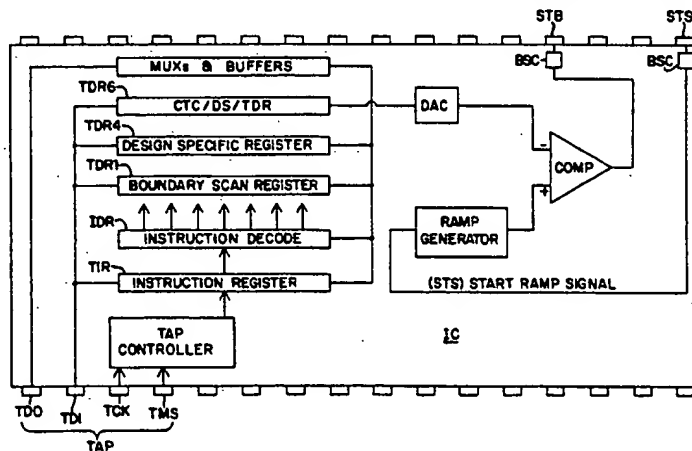 STB
STS
BSC
BSC
MUXs & BUFFERS
TDR6
CTC/DS/TDR
DAC
TDR4
DESIGN SPECIFIC REGISTER
-
COMP
+
TDR1
BOUNDARY SCAN REGISTER
IDR
INSTRUCTION DECODE
RAMP
GENERATOR
TIR
INSTRUCTION REGISTER
(STS) START RAMP SIGNAL
TAP
CONTROLLER
IC
TDO
TDI
TCK
TMS
TAP